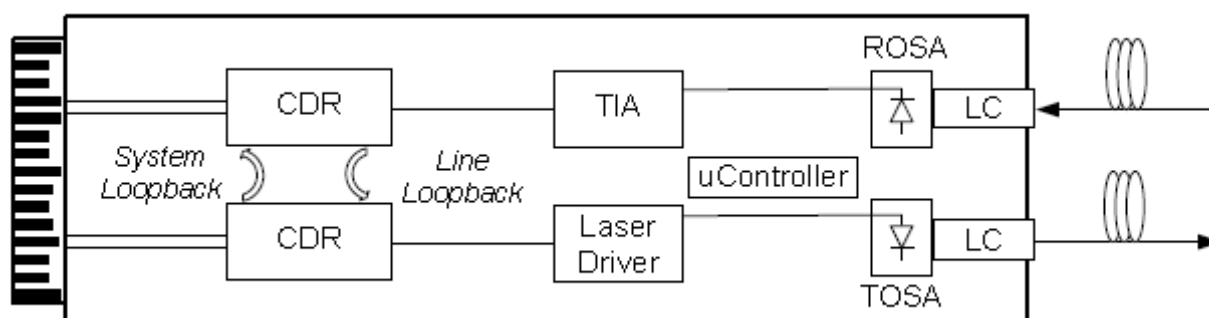 ROSA
CDR
TIA
LC
System
Loopback
Line
Loopback
uController
CDR
Laser
Driver
LC
TOSA